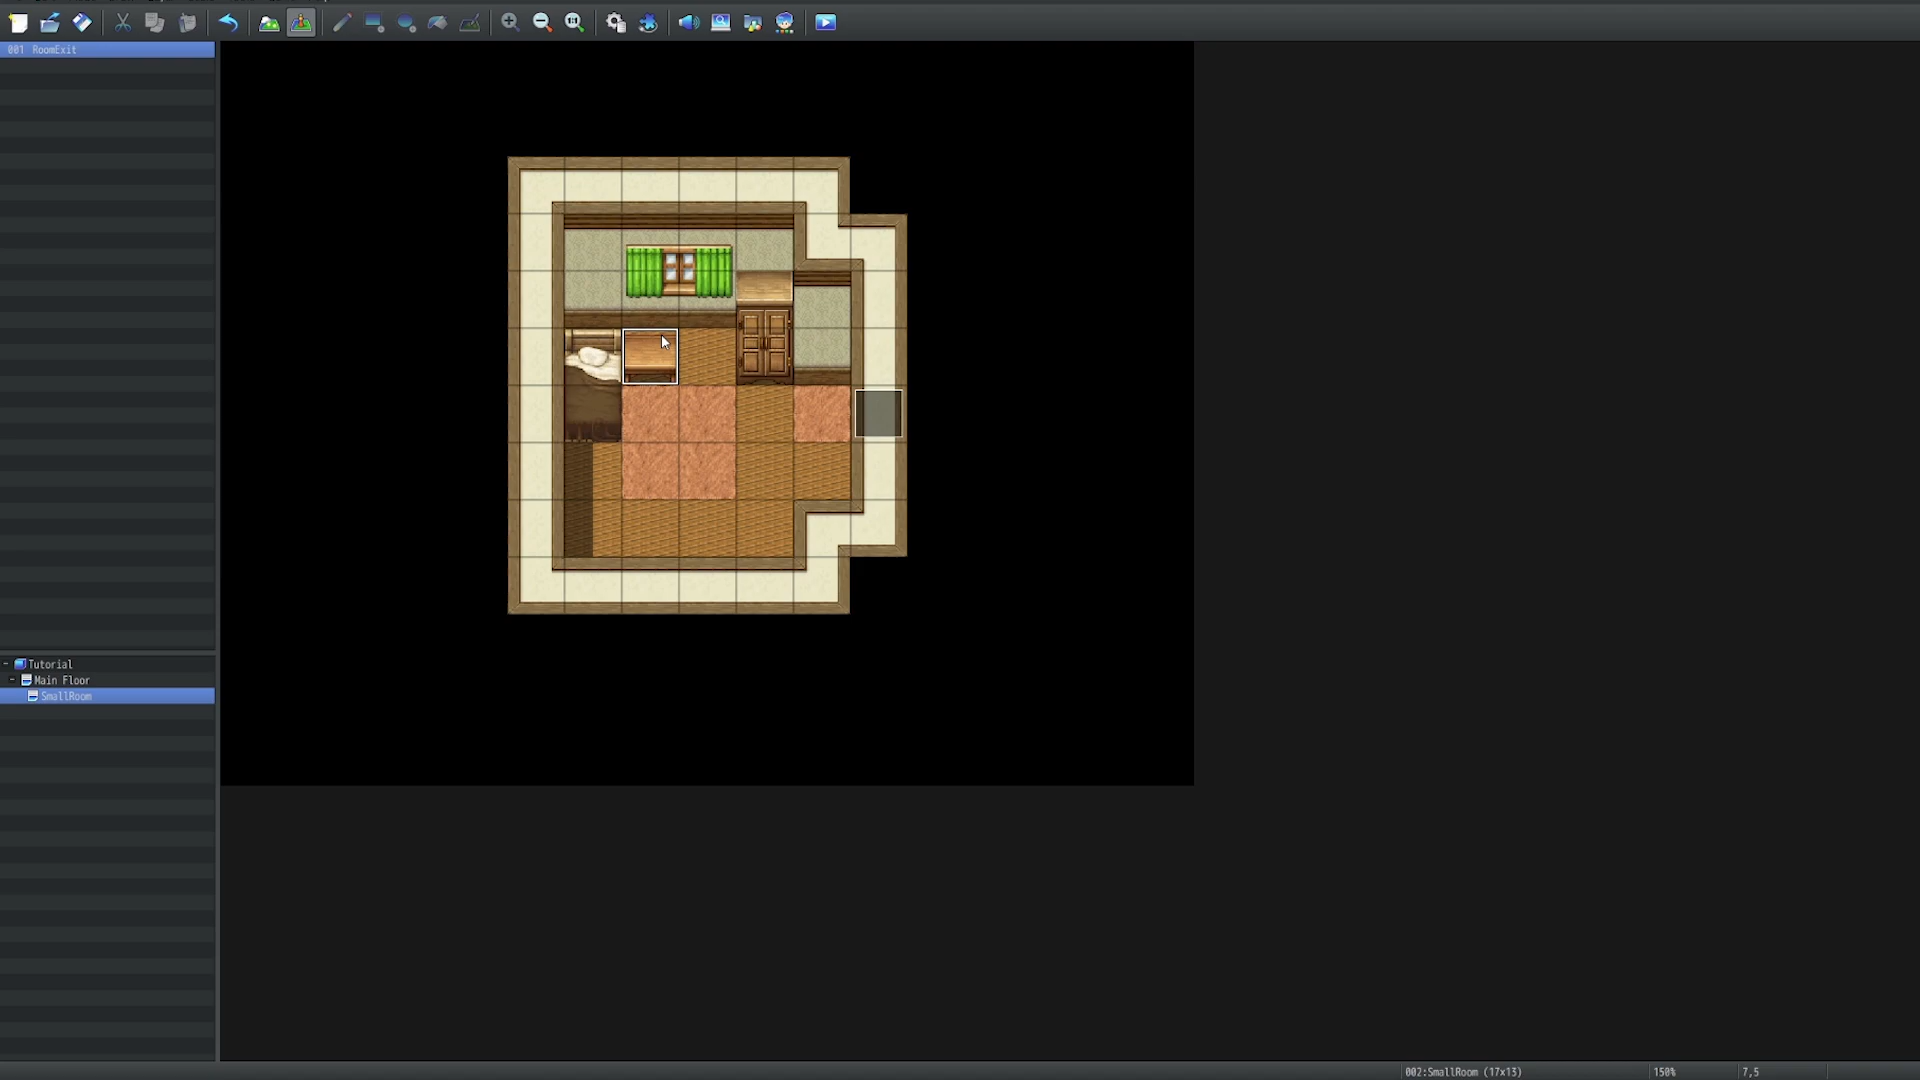 001 RoomExit
Tutorial
Main Floor
SmallRoom
002:SmallRoom (17x13) 150% 7,5